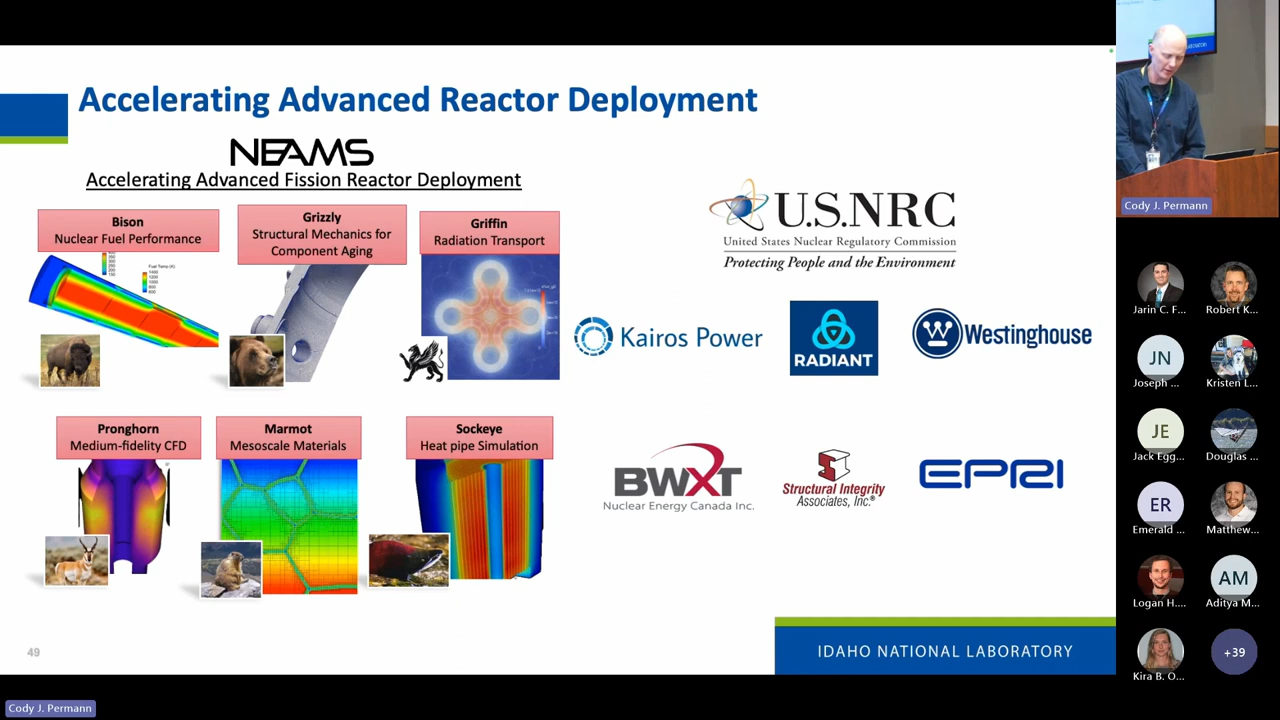 Accelerating Advanced Reactor Deployment
NEAMS
Accelerating Advanced Fission Reactor Deployment
Bison
Nuclear Fuel Performance
Grizzly
Structural Mechanics for
Component Aging
Griffin
Radiation Transport
Pronghorn
Medium-fidelity CFD
Marmot
Mesoscale Materials
Sockeye
Heat pipe Simulation
U.S.NRC
United States Nuclear Regulatory Commission
Protecting People and the Environment
Kairos Power
RADIANT
Westinghouse
BWXT
Nuclear Energy Canada Inc.
Structural Integrity
Associates, Inc.®
EPRI
49
IDAHO NATIONAL LABORATORY
Cody J. Permann
Cody J. Permann
Jarin C. F...
Robert K...
JN
Joseph ...
Kristen L...
JE
Jack Egg...
Douglas ...
ER
Emerald ...
Matthew...
Logan H....
AM
Aditya M...
Kira B. O...
+39